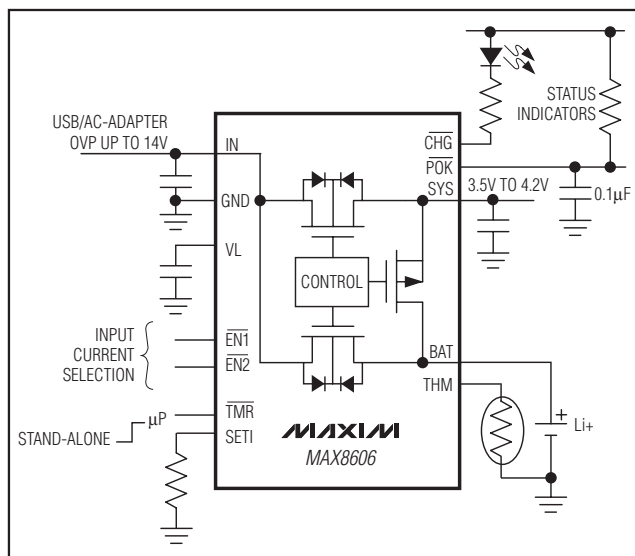 USB/AC-ADAPTER
OVP UP TO 14V
IN
GND
VL
INPUT
CURRENT
SELECTION
EN1
EN2
TMR
μP
STAND-ALONE
SETI
CONTROL
MAXIM
MAX8606
CHG
POK
SYS
BAT
THM
STATUS
INDICATORS
3.5V TO 4.2V
0.1μF
+
Li+